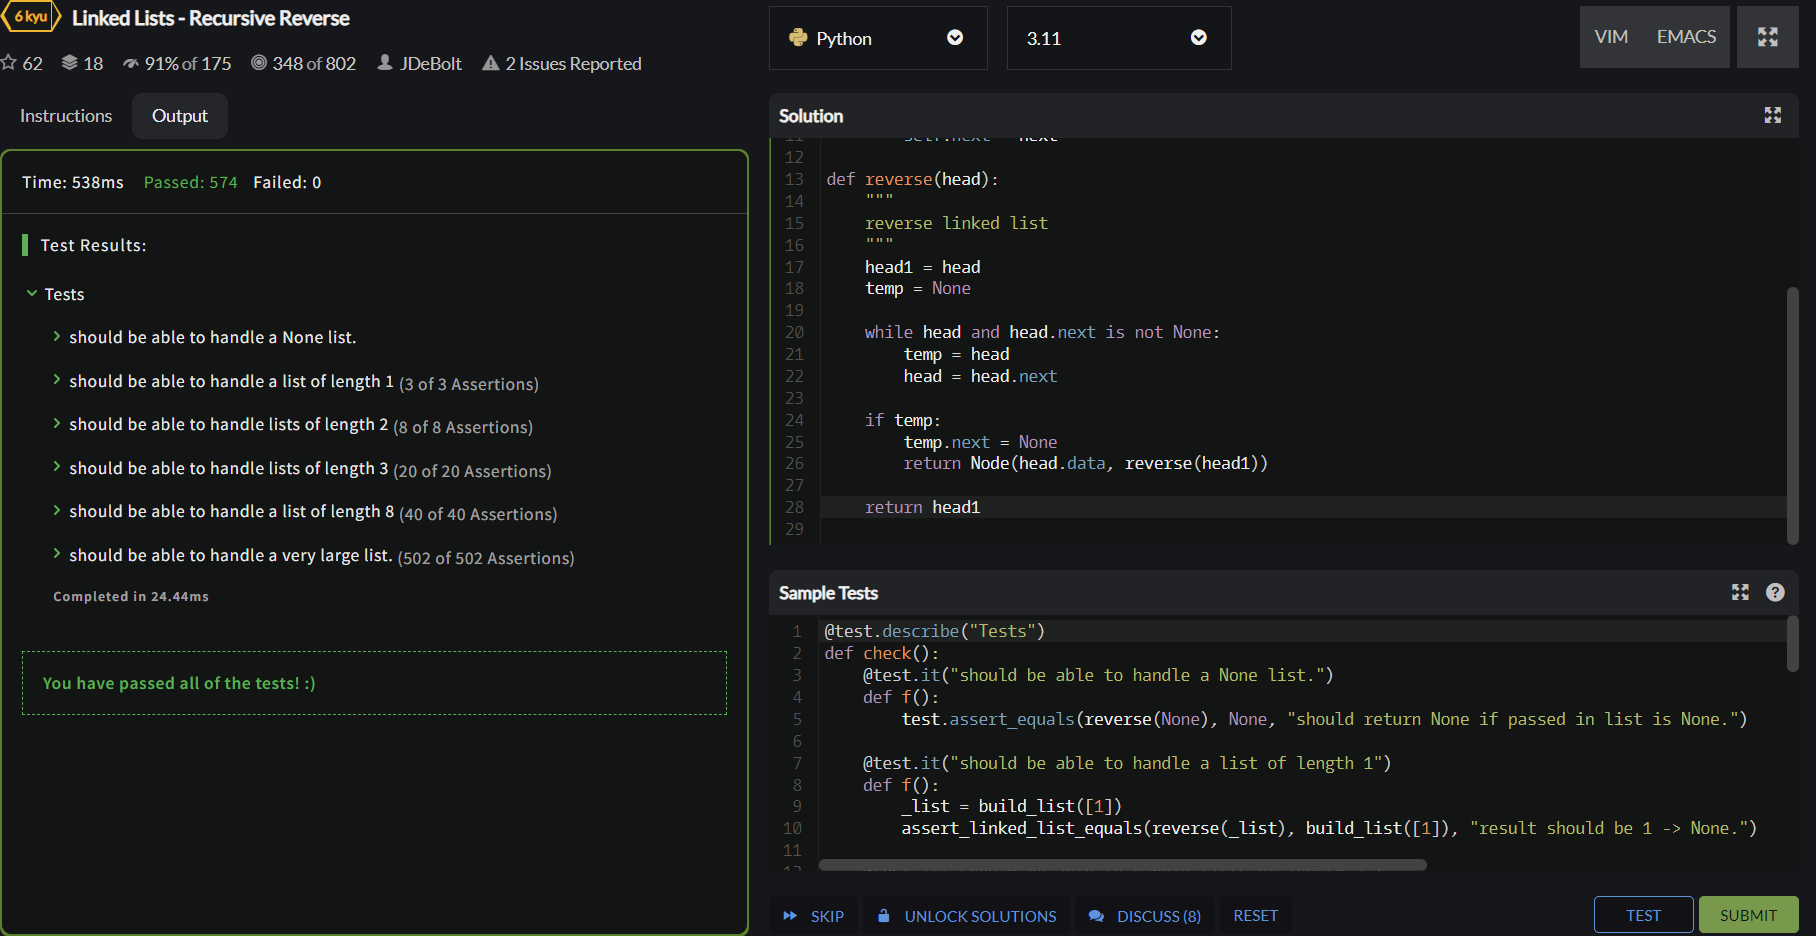 6 kyu Linked Lists - Recursive Reverse
62 18 91% of 175 348 of 802 JDeBolt 2 Issues Reported
Instructions Output
Time: 538ms Passed: 574 Failed: 0
Test Results:
Tests
should be able to handle a None list.
should be able to handle a list of length 1 (3 of 3 Assertions)
should be able to handle lists of length 2 (8 of 8 Assertions)
should be able to handle lists of length 3 (20 of 20 Assertions)
should be able to handle a list of length 8 (40 of 40 Assertions)
should be able to handle a very large list. (502 of 502 Assertions)
Completed in 24.44ms
You have passed all of the tests! :)
Python 3.11 VIM EMACS
Solution
11 self.next = next
12
13 def reverse(head):
14 """
15 reverse linked list
16 """
17 head1 = head
18 temp = None
19
20 while head and head.next is not None:
21 temp = head
22 head = head.next
23
24 if temp:
25 temp.next = None
26 return Node(head.data, reverse(head1))
27
28 return head1
29
Sample Tests ?
1 @test.describe("Tests")
2 def check():
3 @test.it("should be able to handle a None list.")
4 def f():
5 test.assert_equals(reverse(None), None, "should return None if passed in list is None.")
6
7 @test.it("should be able to handle a list of length 1")
8 def f():
9 _list = build_list([1])
10 assert_linked_list_equals(reverse(_list), build_list([1]), "result should be 1 -> None.")
11
SKIP UNLOCK SOLUTIONS DISCUSS (8) RESET TEST SUBMIT